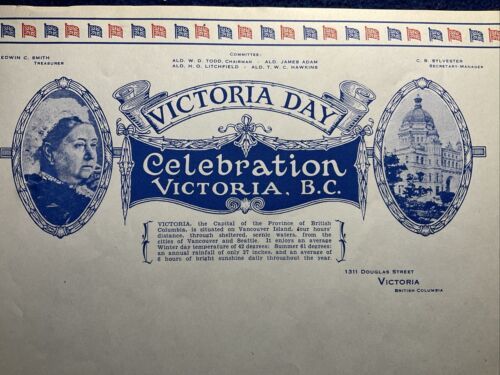 EDWIN C. SMITH
TREASURER
COMMITTEE:
ALD. W. D. TODD, CHAIRMAN - ALD. JAMES ADAM
ALD. H. O. LITCHFIELD - ALD. T. W. C. HAWKINS
C. B. SYLVESTER
SECRETARY-MANAGER
VICTORIA DAY
Celebration
VICTORIA, B.C.
VICTORIA, the Capital of the Province of British
Columbia, is situated on Vancouver Island, four hours'
distance, through sheltered, scenic waters, from the
cities of Vancouver and Seattle. It enjoys an average
Winter day temperature of 42 degrees; Summer 61 degrees;
an annual rainfall of only 27 inches, and an average of
6 hours of bright sunshine daily throughout the year.
1311 DOUGLAS STREET
VICTORIA
BRITISH COLUMBIA